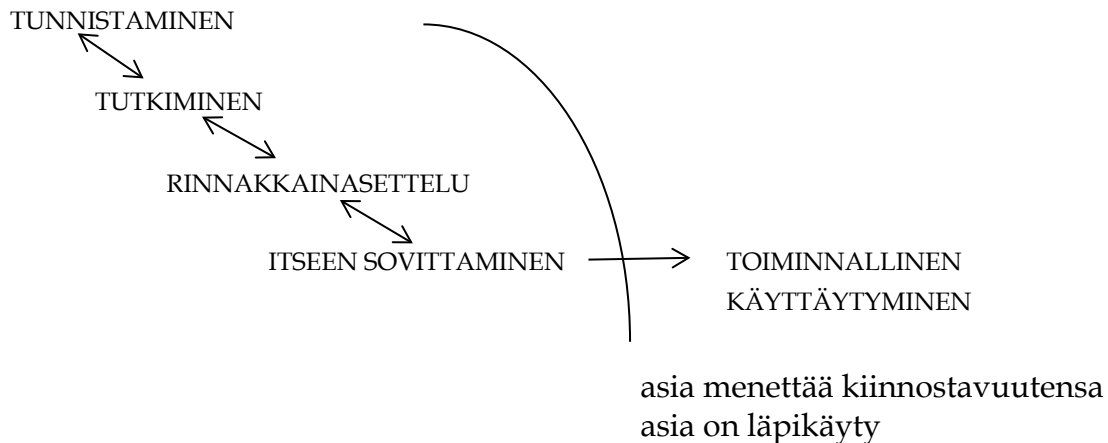 TUNNISTAMINEN
TUTKIMINEN
RINNAKKAINASETTELU
ITSEEN SOVITTAMINEN
TOIMINNALLINEN
KÄYTTÄYTYMINEN
asia menettää kiinnostavuutensa
asia on läpikäyty